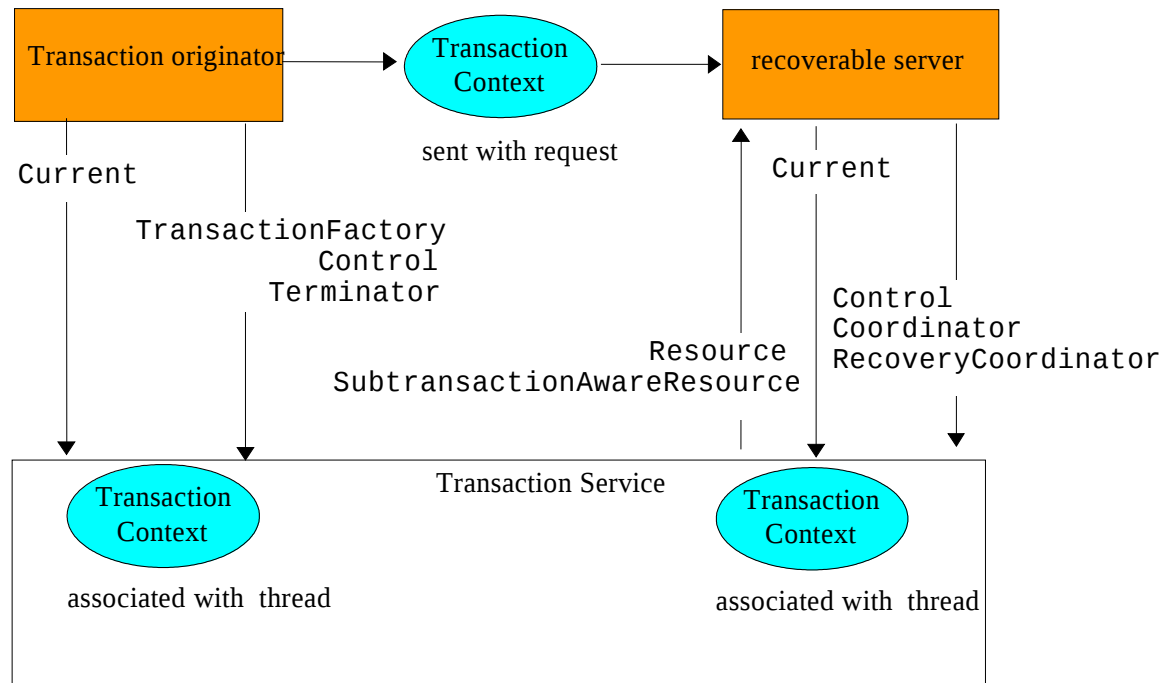 Transaction originator
Transaction
Context
recoverable server
sent with request
Current
Current
TransactionFactory
Control
Terminator
Control
Coordinator
RecoveryCoordinator
Resource
SubtransactionAwareResource
Transaction Service
Transaction
Context
Transaction
Context
associated with thread
associated with thread